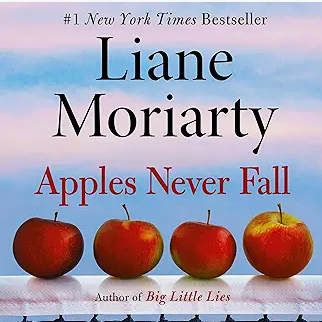 #1 New York Times Bestseller
Liane
Moriarty
Apples Never Fall
Author of Big Little Lies